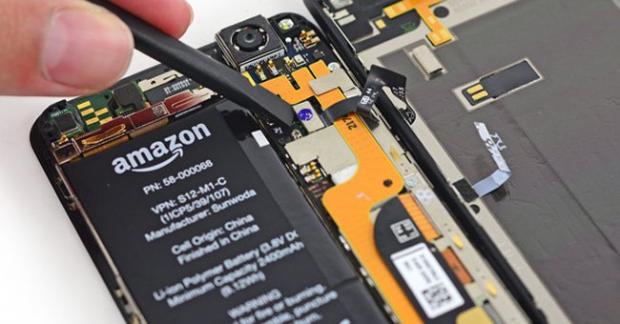 amazon
PN: 58-000068
VPN: S12-M1-C
(1ICP5/39/107)
Manufacturer: Sunwoda
Cell Origin: China
Finished in China
Li-ion Polymer Battery (3.8V DC
Minimum Capacity 2400mAh
(9.12Wh)
WARNING